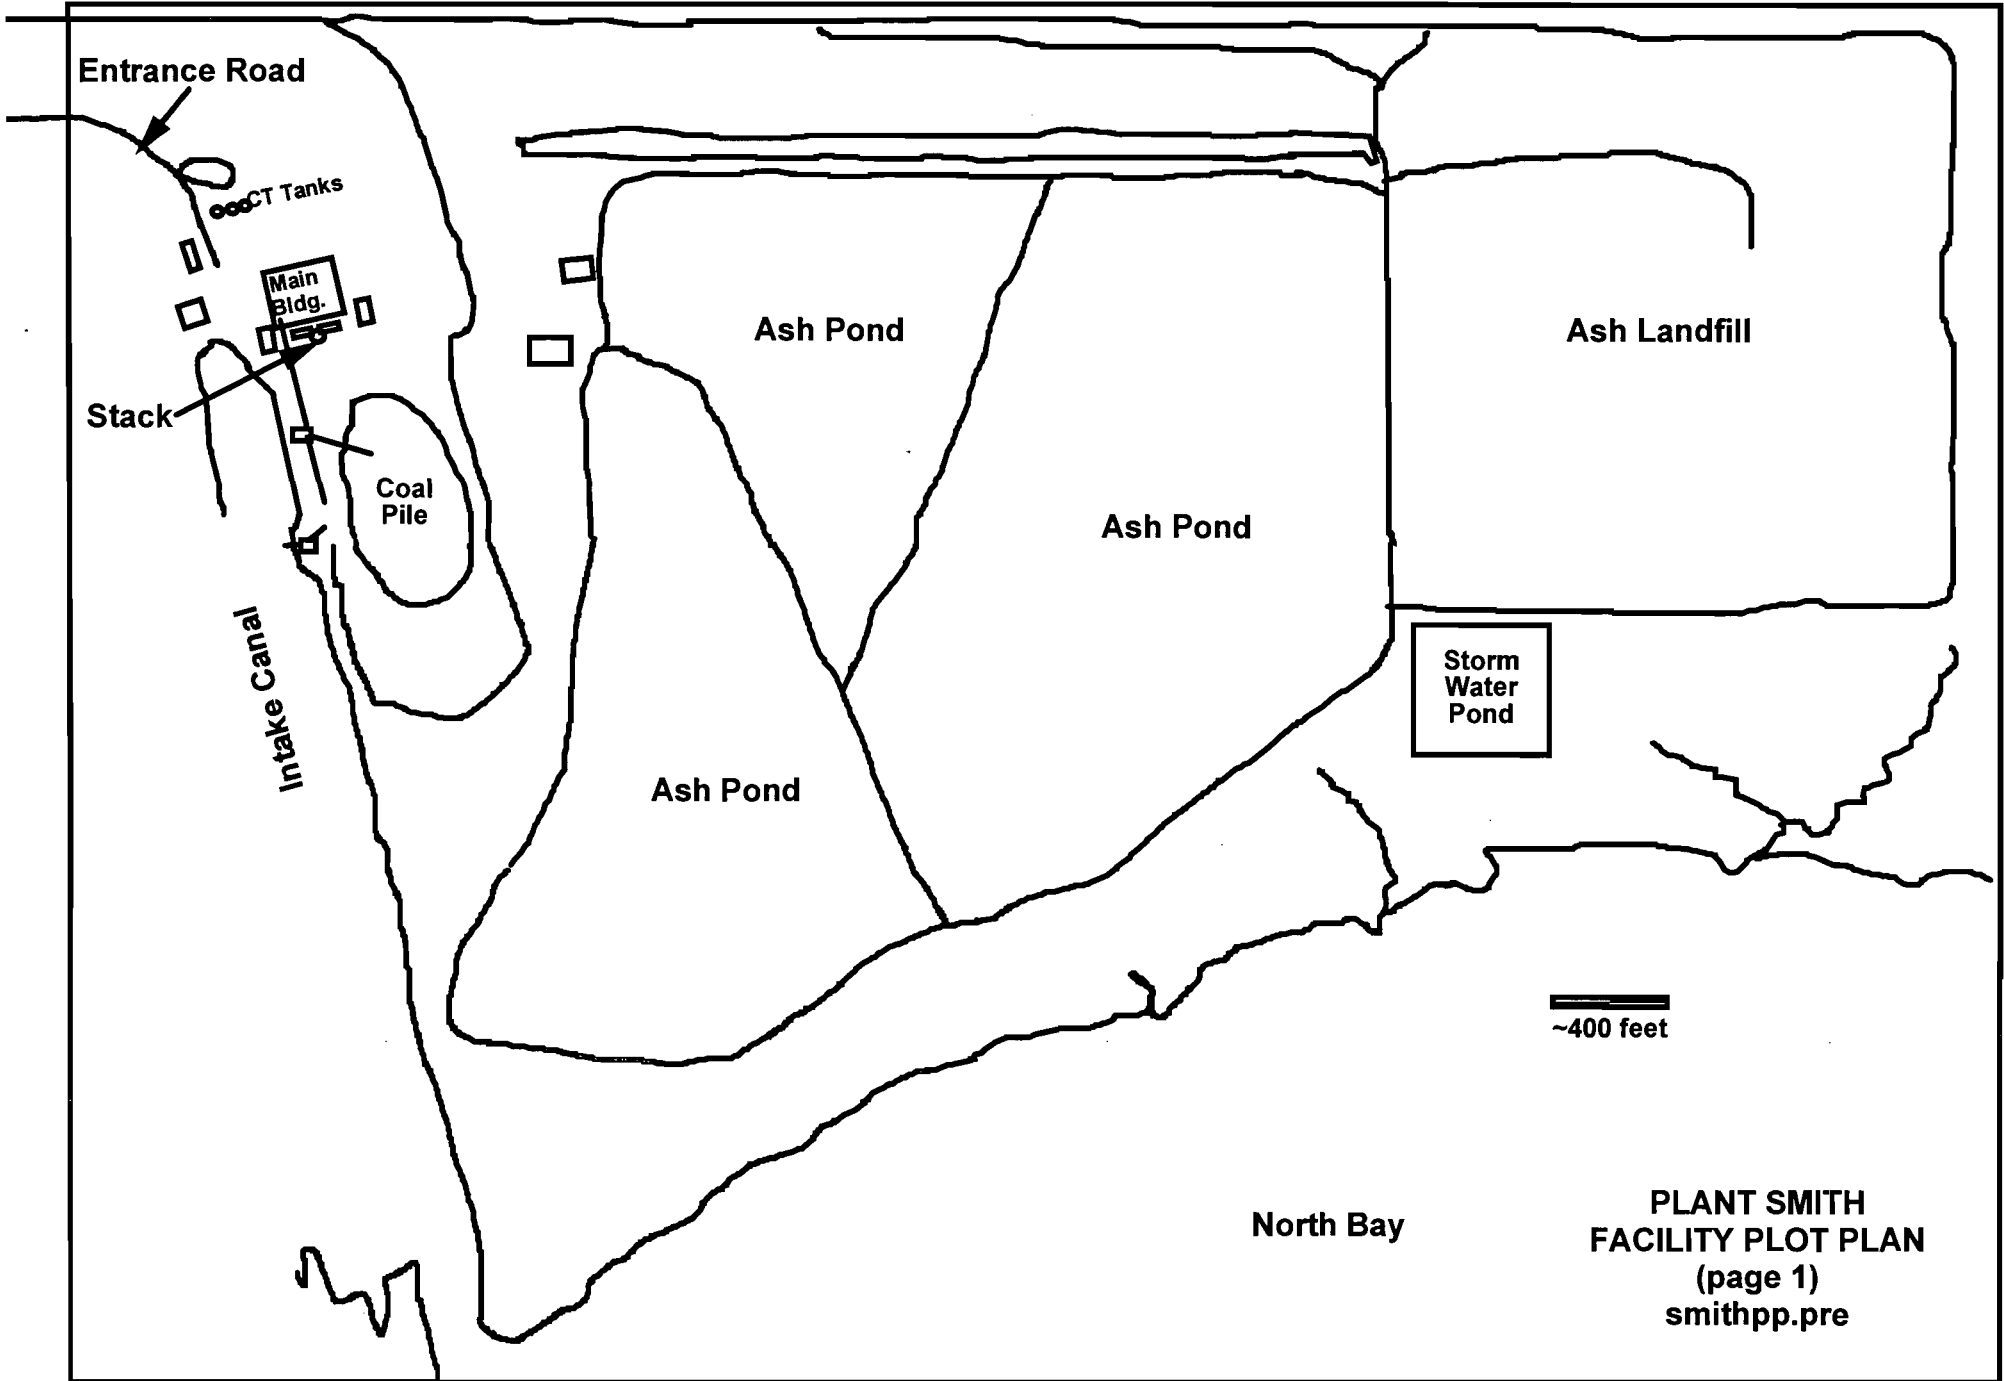 Entrance Road
CT Tanks
Main
Bldg.
Ash Pond
Ash Landfill
Stack
Coal
Pile
Ash Pond
Intake Canal
Storm
Water
Pond
Ash Pond
~400 feet
North Bay
PLANT SMITH
FACILITY PLOT PLAN
(page 1)
smithpp.pre